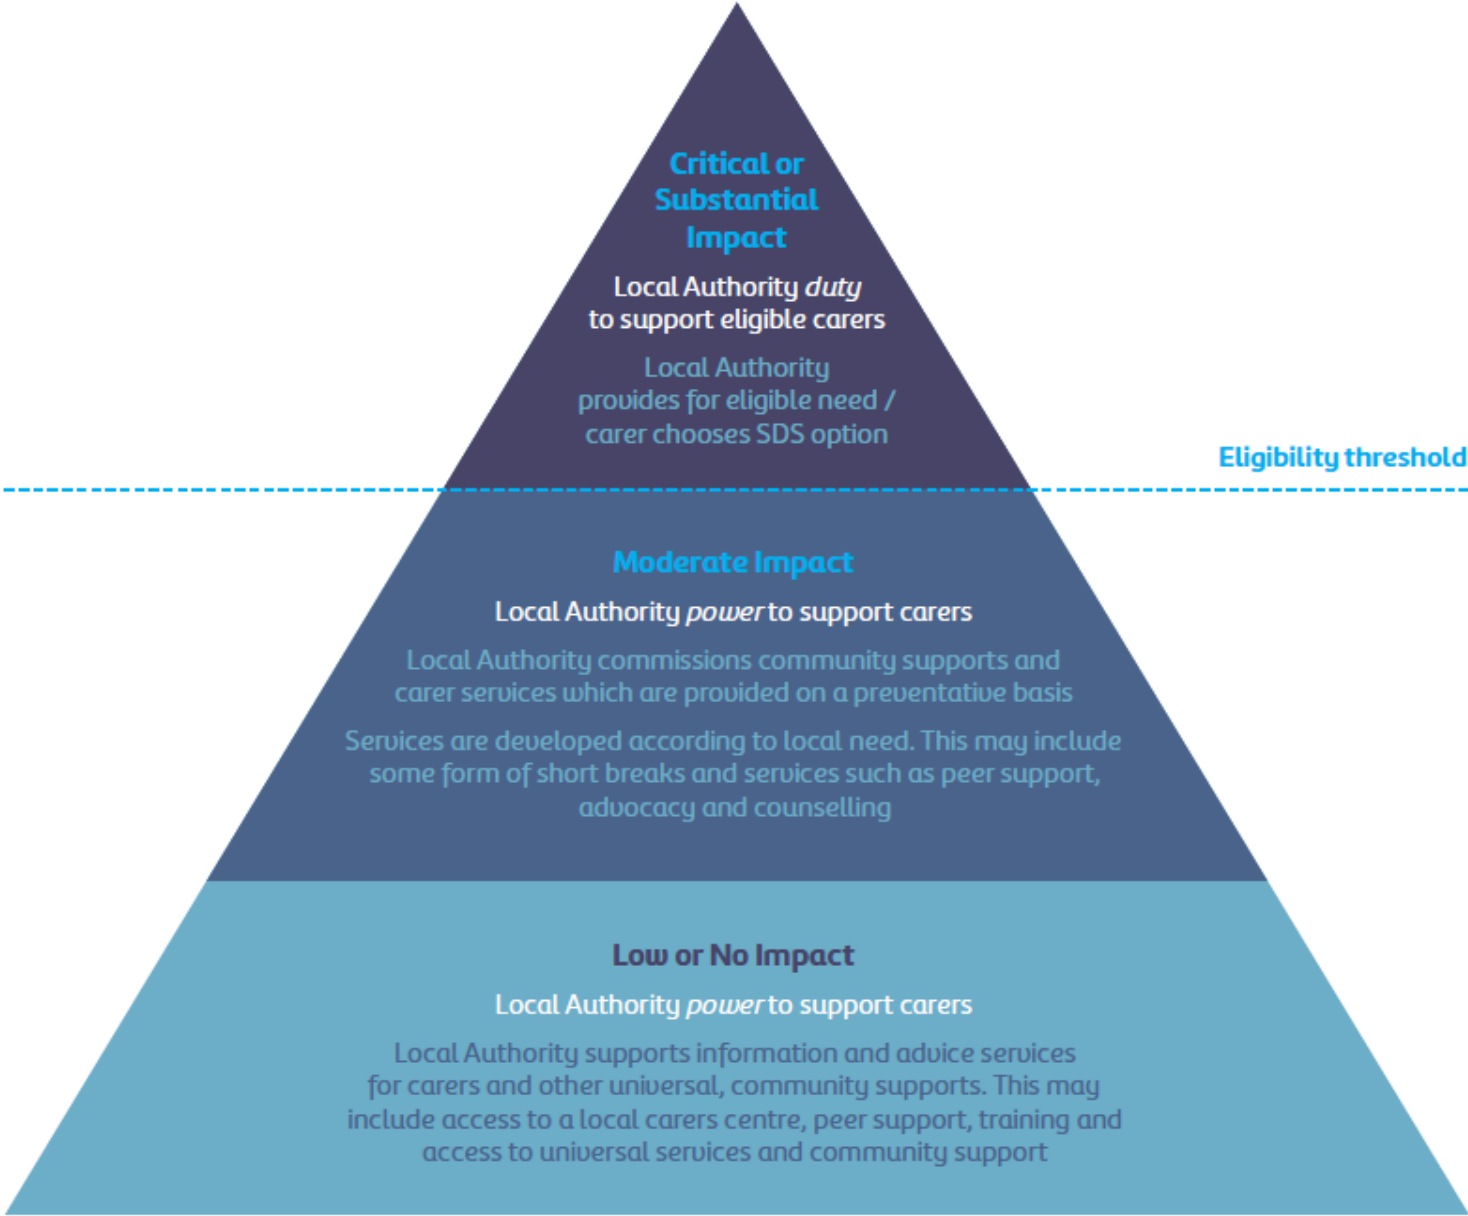 Critical or
Substantial
Impact
Local Authority duty
to support eligible carers
Local Authority
provides for eligible need /
carer chooses SDS option
Eligibility threshold
Moderate Impact
Local Authority power to support carers
Local Authority commissions community supports and
carer services which are provided on a preventative basis
Services are developed according to local need. This may include
some form of short breaks and services such as peer support,
advocacy and counselling
Low or No Impact
Local Authority power to support carers
Local Authority supports information and advice services
for carers and other universal, community supports. This may
include access to a local carers centre, peer support, training and
access to universal services and community support